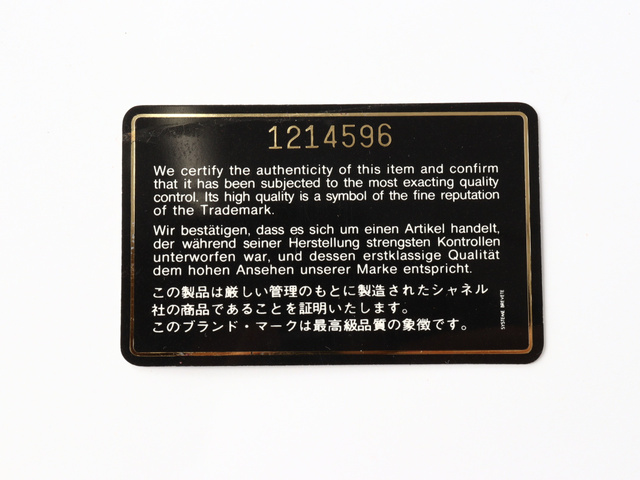 1214596
We certify the authenticity of this item and confirm
that it has been subjected to the most exacting quality
control. Its high quality is a symbol of the fine reputation
of the Trademark.
Wir bestätigen, dass es sich um einen Artikel handelt,
der während seiner Herstellung strengsten Kontrollen
unterworfen war, und dessen erstklassige Qualität
dem hohen Ansehen unserer Marke entspricht.
この製品は厳しい管理のもとに製造されたシャネル
社の商品であることを証明いたします。
このブランド・マークは最高級品質の象徴です。
SYSTEME BREVETE